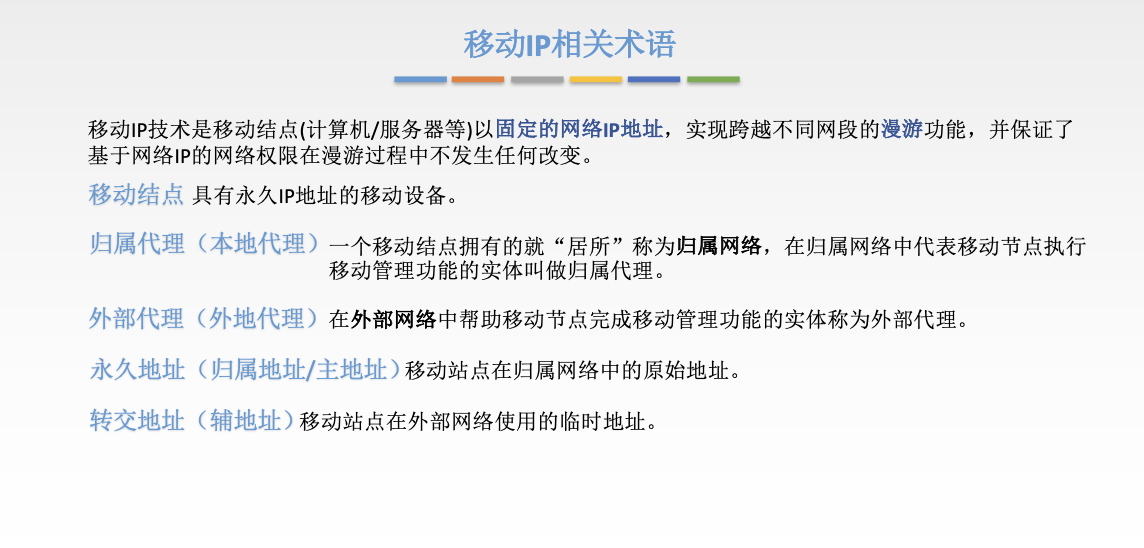 移动IP相关术语
移动IP技术是移动结点(计算机/服务器等)以固定的网络IP地址，实现跨越不同网段的漫游功能，并保证了
基于网络IP的网络权限在漫游过程中不发生任何改变。
移动结点 具有永久IP地址的移动设备。
归属代理（本地代理）一个移动结点拥有的就“居所”称为归属网络，在归属网络中代表移动节点执行
移动管理功能的实体叫做归属代理。
外部代理（外地代理）在外部网络中帮助移动节点完成移动管理功能的实体称为外部代理。
永久地址（归属地址/主地址）移动站点在归属网络中的原始地址。
转交地址（辅地址）移动站点在外部网络使用的临时地址。